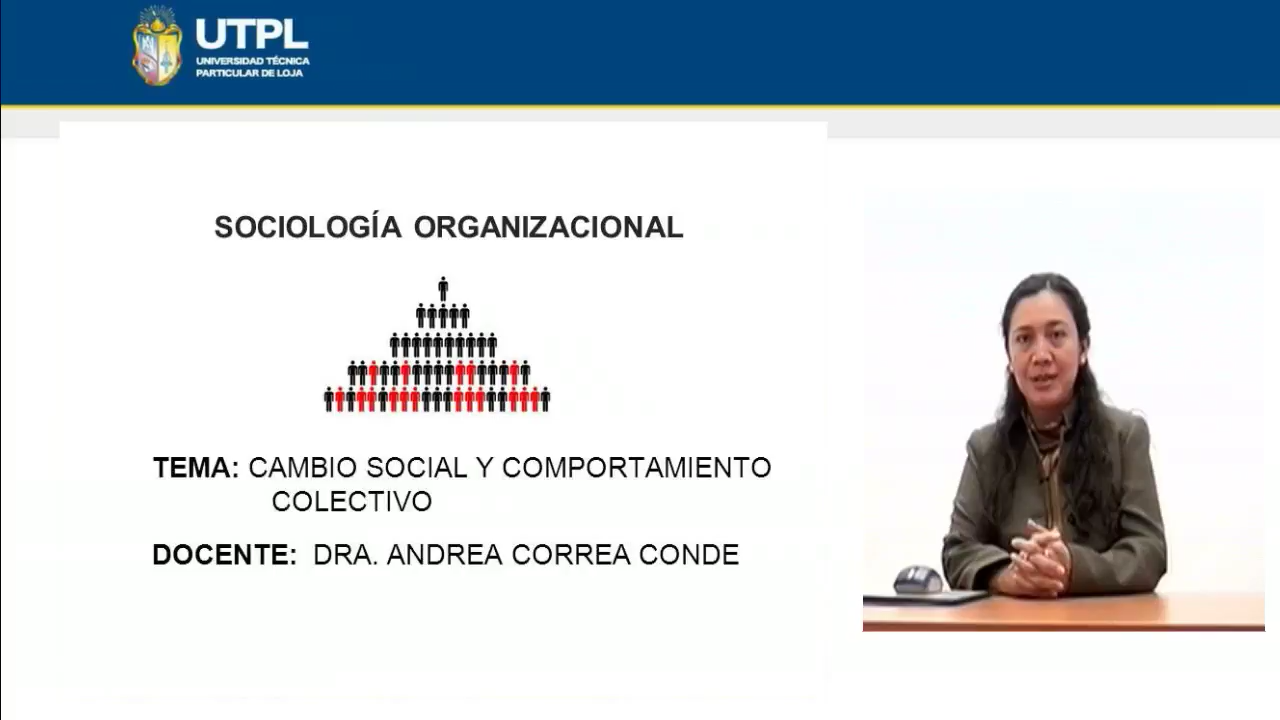 UTPL
UNIVERSIDAD TÉCNICA
PARTICULAR DE LOJA
SOCIOLOGÍA ORGANIZACIONAL
TEMA: CAMBIO SOCIAL Y COMPORTAMIENTO
COLECTIVO
DOCENTE: DRA. ANDREA CORREA CONDE